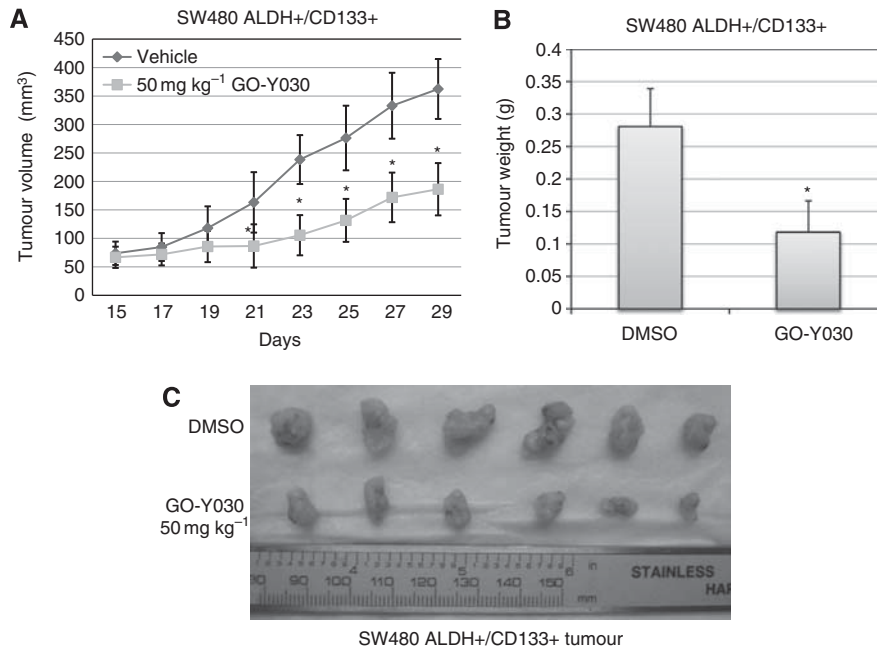 A
SW480 ALDH+/CD133+
Tumour volume (mm³)
450
400
350
300
250
200
150
100
50
0
Vehicle
50 mg kg⁻¹ GO-Y030
*
*
*
*
*
15 17 19 21 23 25 27 29
Days
B
SW480 ALDH+/CD133+
Tumour weight (g)
0.4
0.35
0.3
0.25
0.2
0.15
0.1
0.05
0
*
DMSO GO-Y030
C
DMSO
GO-Y030
50 mg kg⁻¹
4 5 6 in
90 100 110 120 130 140 150 mm
STAINLESS
SW480 ALDH+/CD133+ tumour